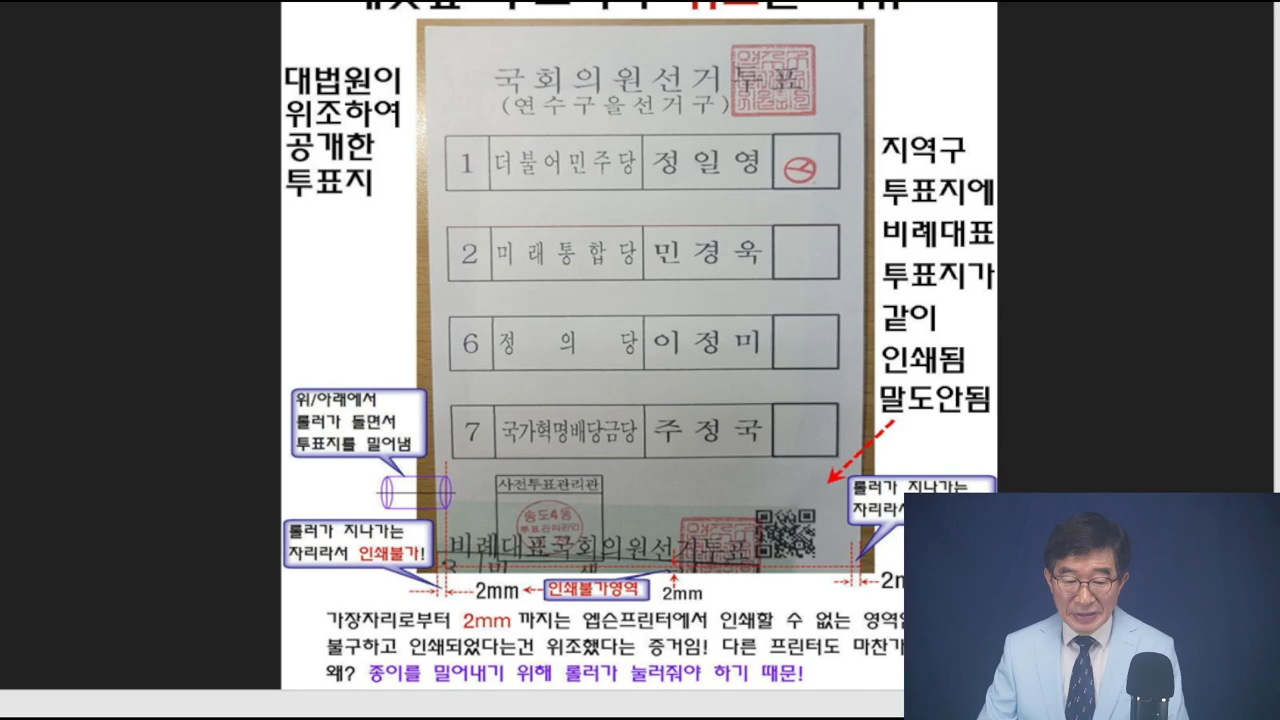 대법원이
위조하여
공개한
투표지
국회의원선거투표
(연수구을선거구)
1 더불어민주당 정일영
2 미래통합당 민경욱
6 정의당 이정미
7 국가혁명배당금당 주정국
사전투표관리관
송도4동
투표관리관인
비례대표국회의원선거투표
지역구
투표지에
비례대표
투표지가
같이
인쇄됨
말도안됨
위/아래에서
롤러가 돌면서
투표지를 밀어냄
롤러가 지나가는
자리라서 인쇄불가!
롤러가 지나가는
자리라서
2mm
인쇄불가영역
2mm
가장자리로부터 2mm 까지는 엡슨프린터에서 인쇄할 수 없는
불구하고 인쇄되었다는건 위조했다는 증거임! 다른 프린터도
왜? 종이를 밀어내기 위해 롤러가 눌러줘야 하기 때문!